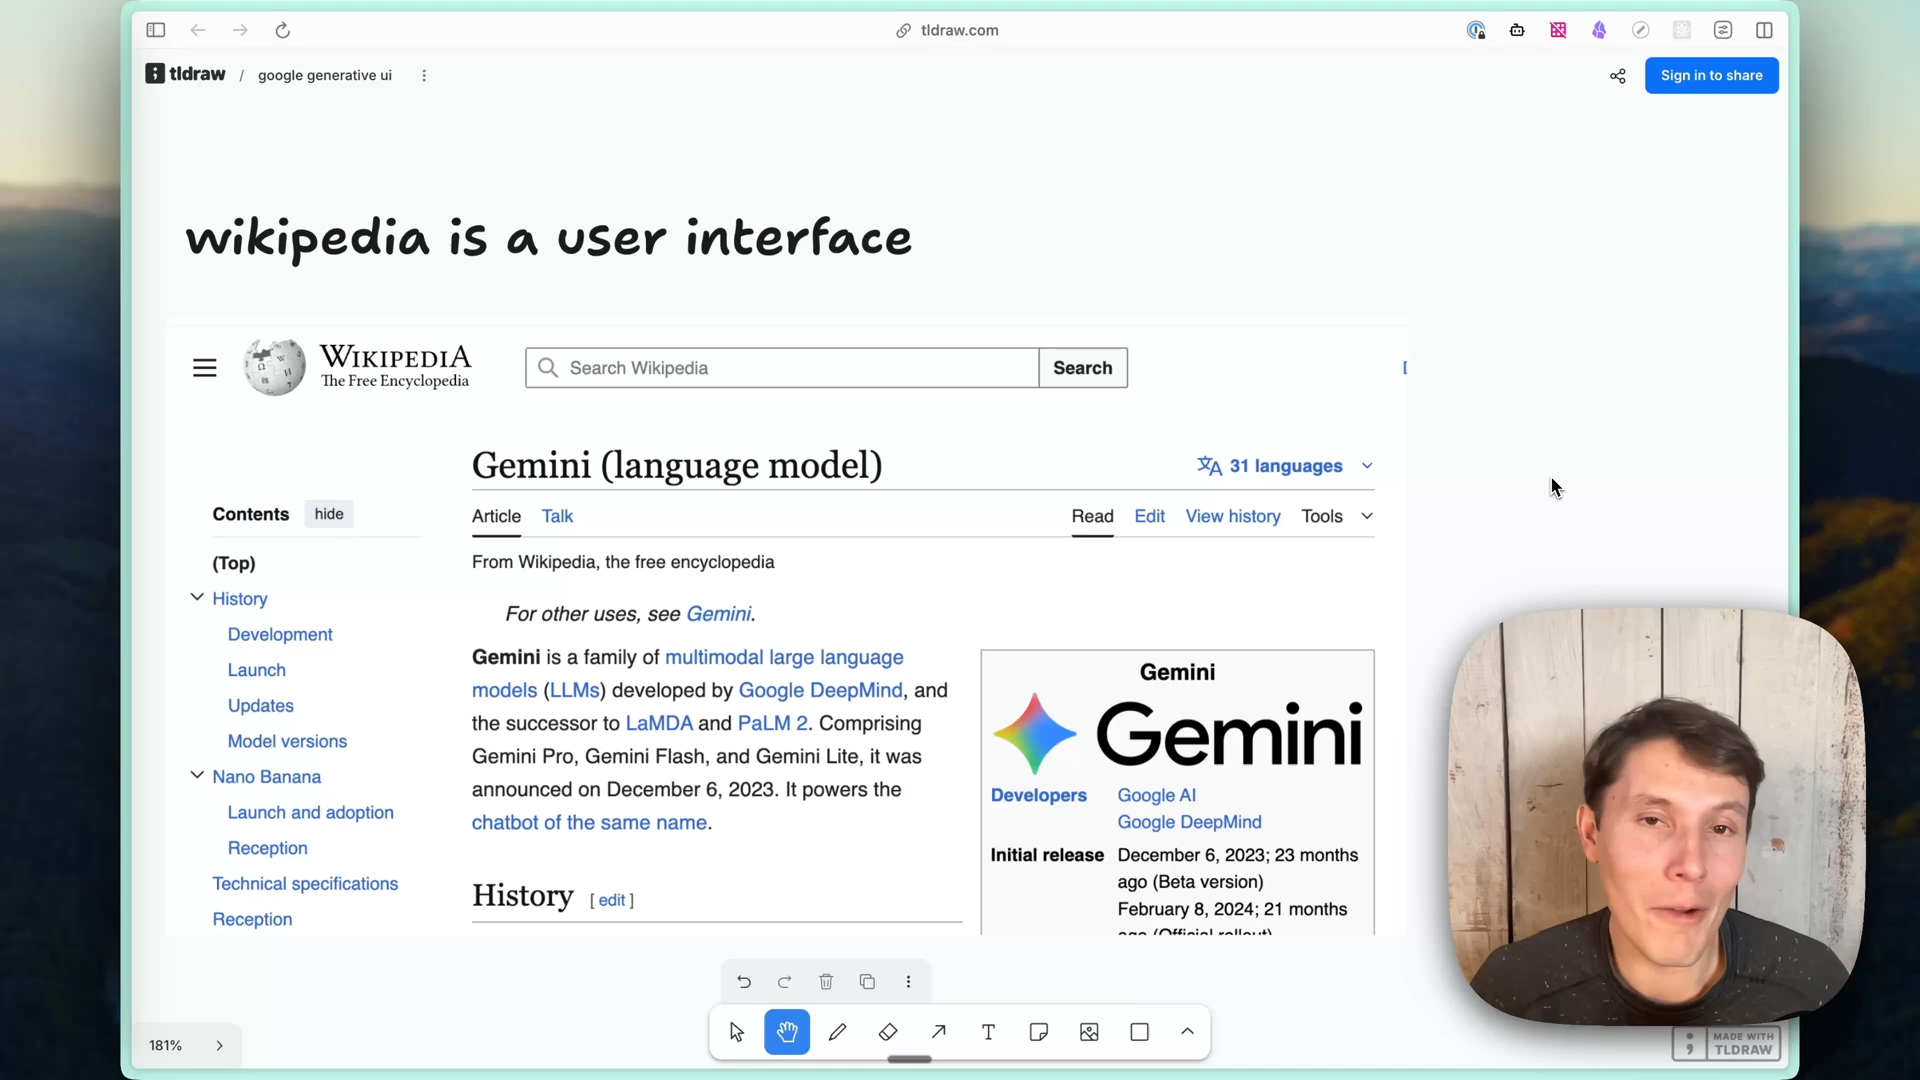 tldraw.com
tldraw / google generative ui
Sign in to share
wikipedia is a user interface
WIKIPEDIA
The Free Encyclopedia
Search Wikipedia
Search
Gemini (language model)
31 languages
Contents hide
Article Talk
Read Edit View history Tools
From Wikipedia, the free encyclopedia
(Top)
History
Development
Launch
Updates
Model versions
Nano Banana
Launch and adoption
Reception
Technical specifications
Reception
For other uses, see Gemini.
Gemini is a family of multimodal large language
models (LLMs) developed by Google DeepMind, and
the successor to LaMDA and PaLM 2. Comprising
Gemini Pro, Gemini Flash, and Gemini Lite, it was
announced on December 6, 2023. It powers the
chatbot of the same name.
History [ edit ]
Gemini
Gemini
Developers Google AI
Google DeepMind
Initial release December 6, 2023; 23 months
ago (Beta version)
February 8, 2024; 21 months
ago (Official rollout)
181%
MADE WITH
TLDRAW